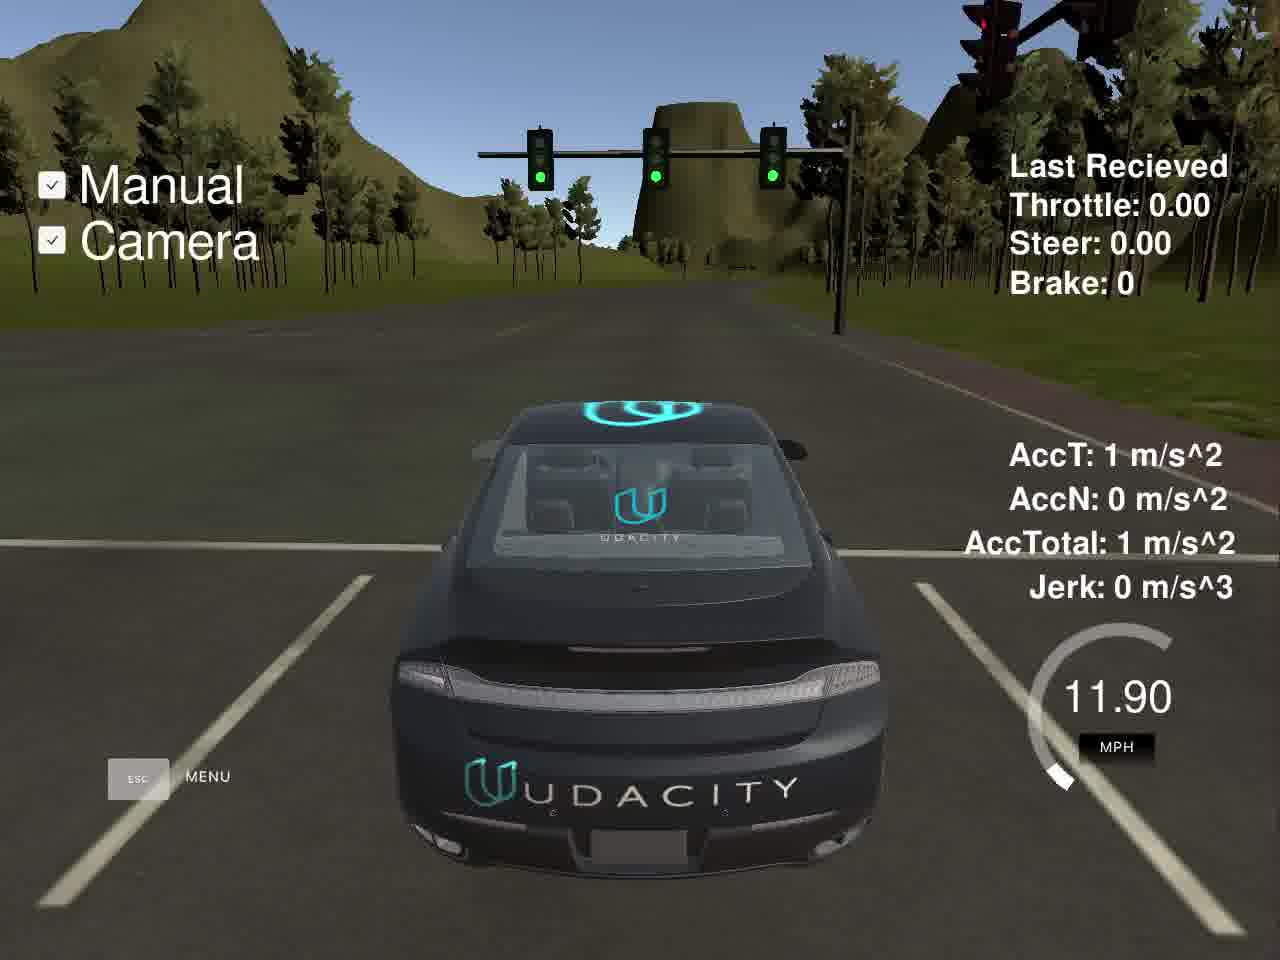 Manual
Camera
Last Recieved
Throttle: 0.00
Steer: 0.00
Brake: 0
AccT: 1 m/s^2
AccN: 0 m/s^2
AccTotal: 1 m/s^2
Jerk: 0 m/s^3
11.90
MPH
ESC MENU
UDACITY
UDACITY